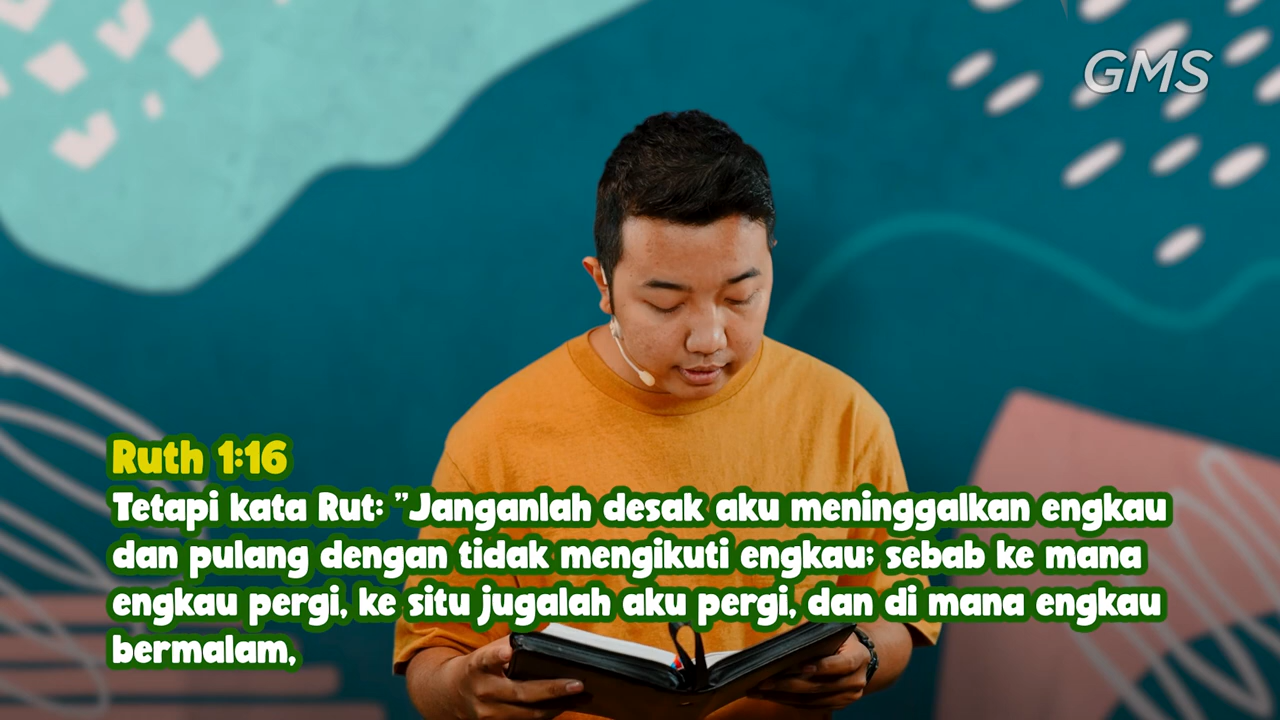 GMS
Ruth 1:16
Tetapi kata Rut: "Janganlah desak aku meninggalkan engkau
dan pulang dengan tidak mengikuti engkau; sebab ke mana
engkau pergi, ke situ jugalah aku pergi, dan di mana engkau
bermalam,